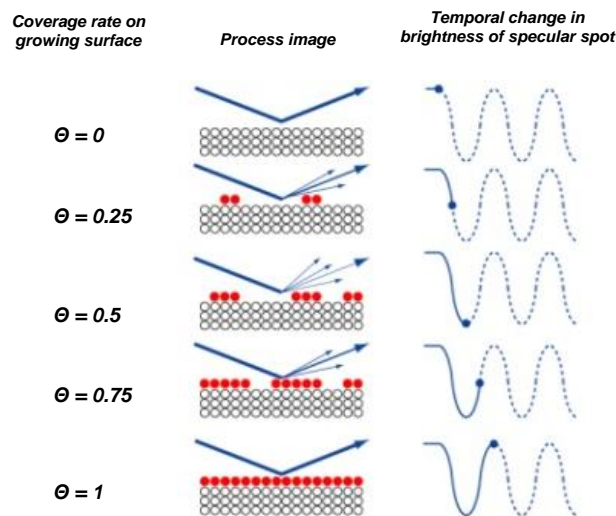 Coverage rate on
growing surface
Process image
Temporal change in
brightness of specular spot
Θ = 0
Θ = 0.25
Θ = 0.5
Θ = 0.75
Θ = 1